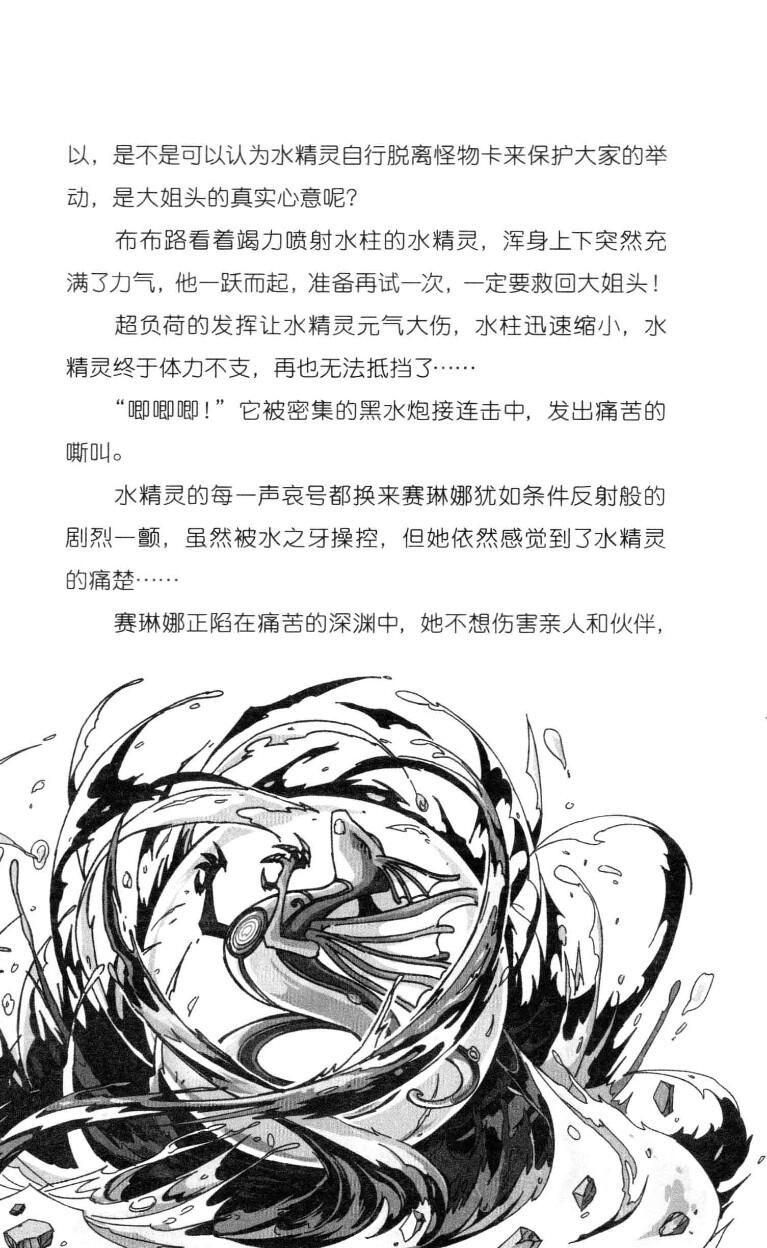 以，是不是可以认为水精灵自行脱离怪物卡来保护大家的举
动，是大姐头的真实心意呢？
布布路看着竭力喷射水柱的水精灵，浑身上下突然充
满了力气，他一跃而起，准备再试一次，一定要救回大姐头！
超负荷的发挥让水精灵元气大伤，水柱迅速缩小，水
精灵终于体力不支，再也无法抵挡了……
“唧唧唧！”它被密集的黑水炮接连击中，发出痛苦的
嘶叫。
水精灵的每一声哀号都换来赛琳娜犹如条件反射般的
剧烈一颤，虽然被水之牙操控，但她依然感觉到了水精灵
的痛楚……
赛琳娜正陷在痛苦的深渊中，她不想伤害亲人和伙伴，